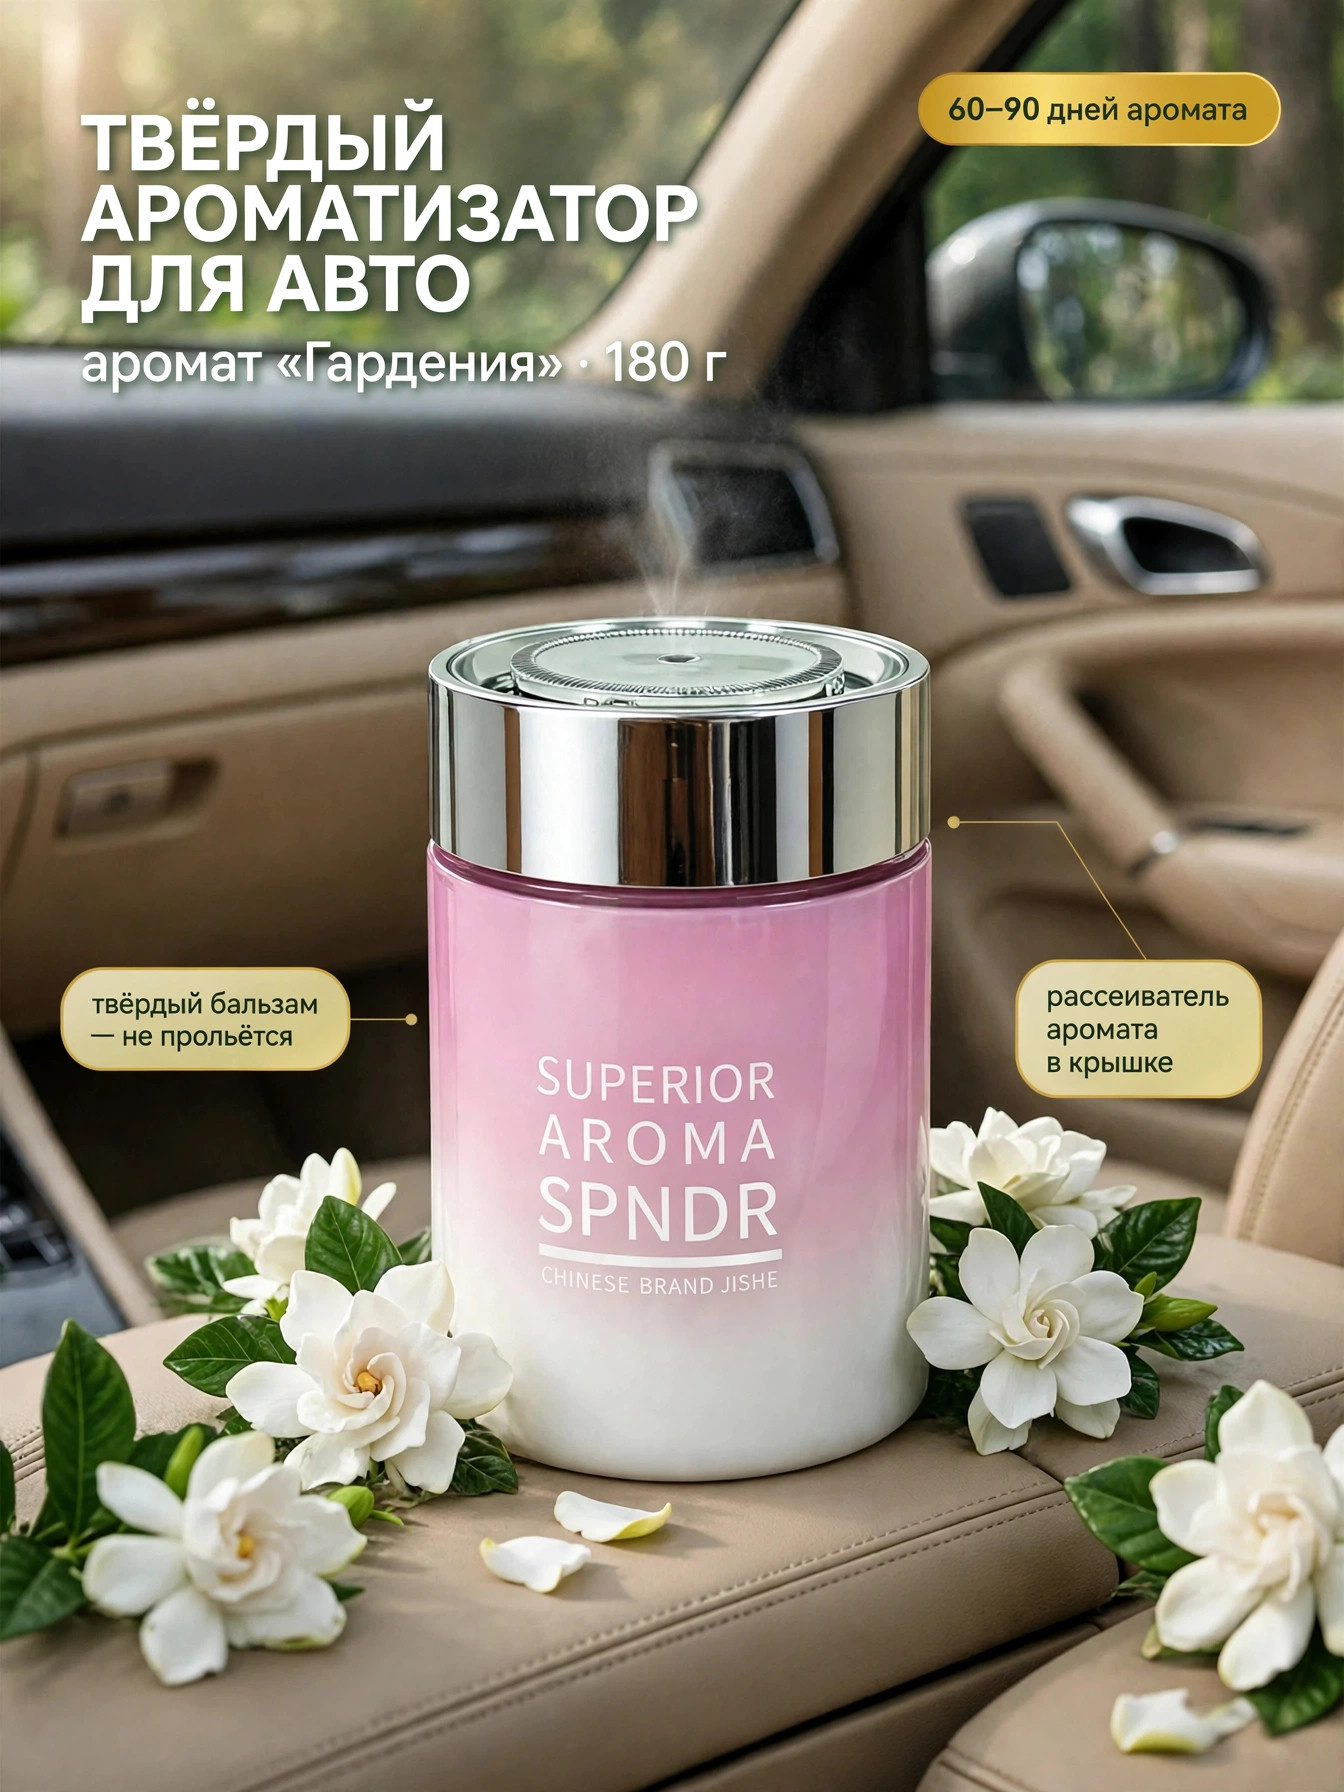 ТВЁРДЫЙ
АРОМАТИЗАТОР
ДЛЯ АВТО
аромат «Гардения» · 180 г
60–90 дней аромата
твёрдый бальзам
— не прольётся
рассеиватель
аромата
в крышке
SUPERIOR
AROMA
SPNDR
CHINESE BRAND JISHE